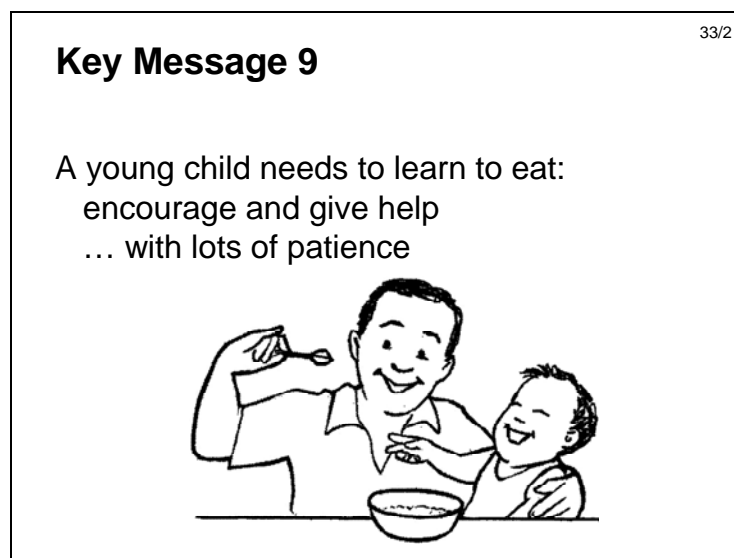 33/2
Key Message 9
A young child needs to learn to eat:
encourage and give help
… with lots of patience